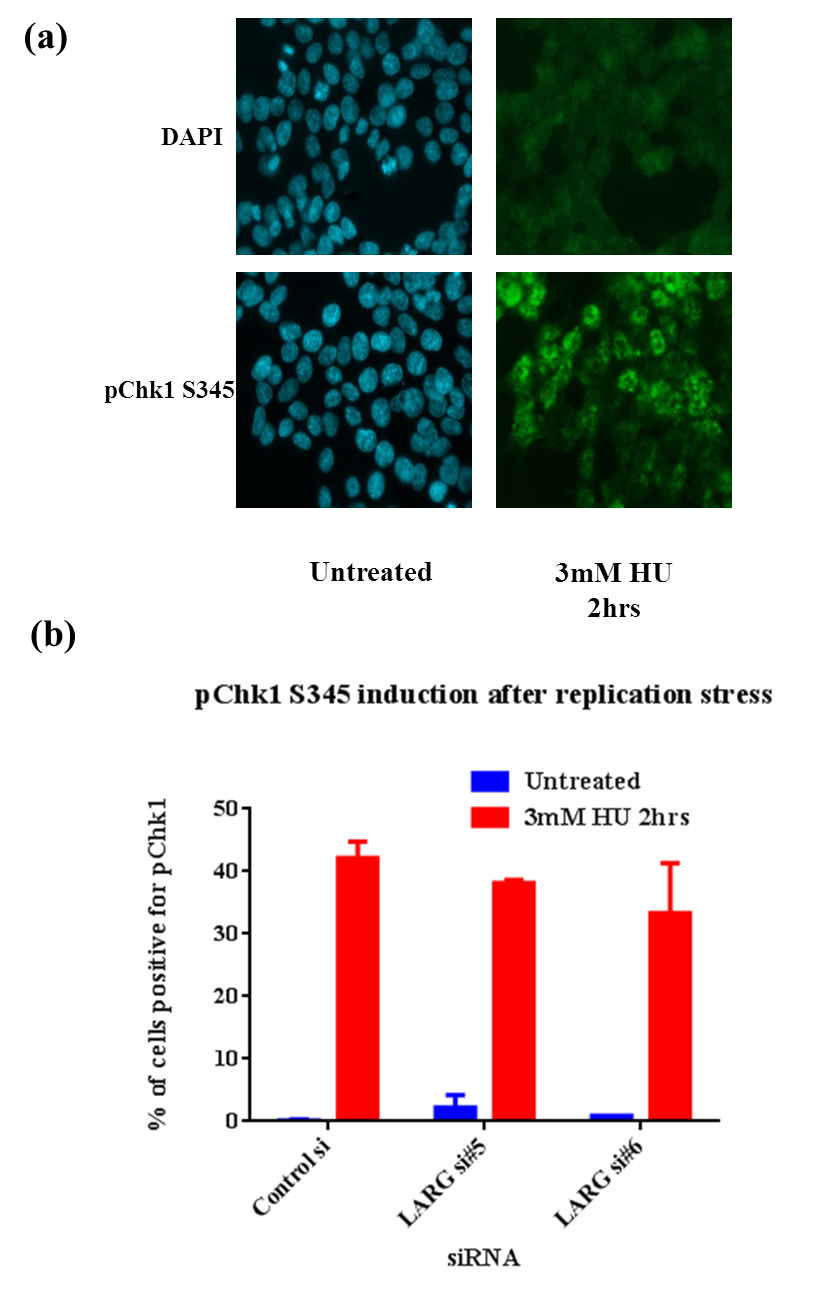 (a)
DAPI
pChk1 S345
Untreated
3mM HU
2hrs
(b)
pChk1 S345 induction after replication stress
Untreated
3mM HU 2hrs
% of cells positive for pChk1
50
40
30
20
10
0
Control si
LARG si#5
LARG si#6
siRNA